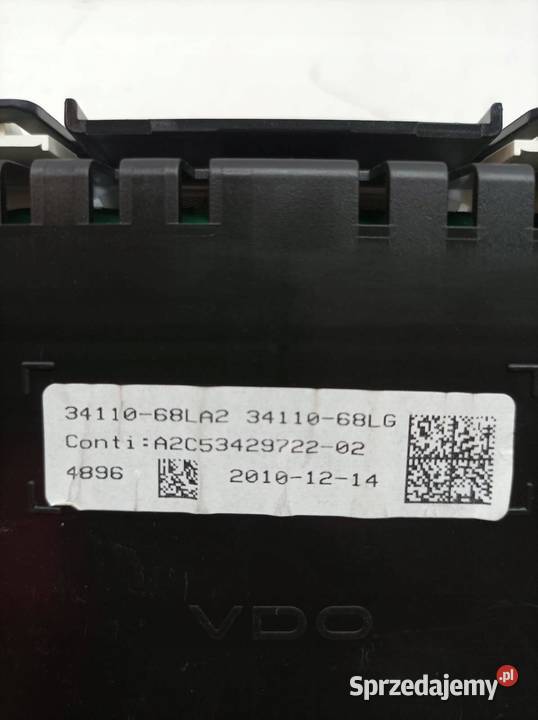 34110-68LA2 34110-68LG
Conti:A2C53429722-02
4896 2010-12-14
VDO
Sprzedajemy.pl